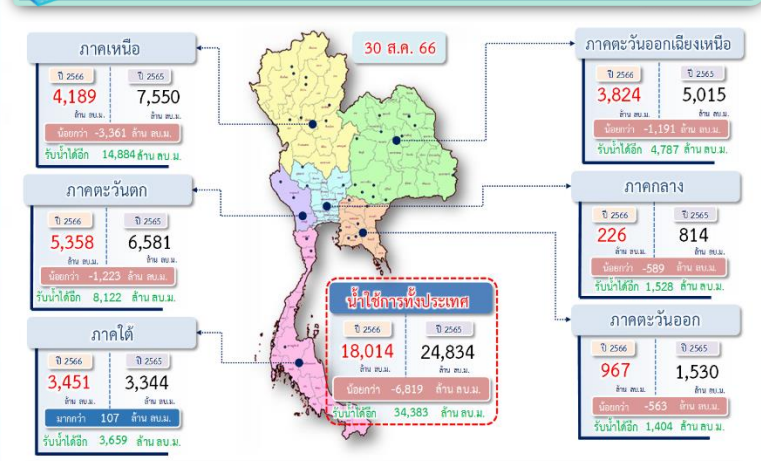 30 ส.ค. 66
ภาคเหนือ
ปี 2566 ปี 2565
4,189 7,550
ล้าน ลบ.ม. ล้าน ลบ.ม.
น้อยกว่า -3,361 ล้าน ลบ.ม.
รับน้ำได้อีก 14,884 ล้าน ลบ.ม.
ภาคตะวันตก
ปี 2566 ปี 2565
5,358 6,581
ล้าน ลบ.ม. ล้าน ลบ.ม.
น้อยกว่า -1,223 ล้าน ลบ.ม.
รับน้ำได้อีก 8,122 ล้าน ลบ.ม.
ภาคใต้
ปี 2566 ปี 2565
3,451 3,344
ล้าน ลบ.ม. ล้าน ลบ.ม.
มากกว่า 107 ล้าน ลบ.ม.
รับน้ำได้อีก 3,659 ล้าน ลบ.ม.
น้ำใช้การทั้งประเทศ
ปี 2566 ปี 2565
18,014 24,834
ล้าน ลบ.ม. ล้าน ลบ.ม.
น้อยกว่า -6,819 ล้าน ลบ.ม.
รับน้ำได้อีก 34,383 ล้าน ลบ.ม.
ภาคตะวันออกเฉียงเหนือ
ปี 2566 ปี 2565
3,824 5,015
ล้าน ลบ.ม. ล้าน ลบ.ม.
น้อยกว่า -1,191 ล้าน ลบ.ม.
รับน้ำได้อีก 4,787 ล้าน ลบ.ม.
ภาคกลาง
ปี 2566 ปี 2565
226 814
ล้าน ลบ.ม. ล้าน ลบ.ม.
น้อยกว่า -589 ล้าน ลบ.ม.
รับน้ำได้อีก 1,528 ล้าน ลบ.ม.
ภาคตะวันออก
ปี 2566 ปี 2565
967 1,530
ล้าน ลบ.ม. ล้าน ลบ.ม.
น้อยกว่า -563 ล้าน ลบ.ม.
รับน้ำได้อีก 1,404 ล้าน ลบ.ม.